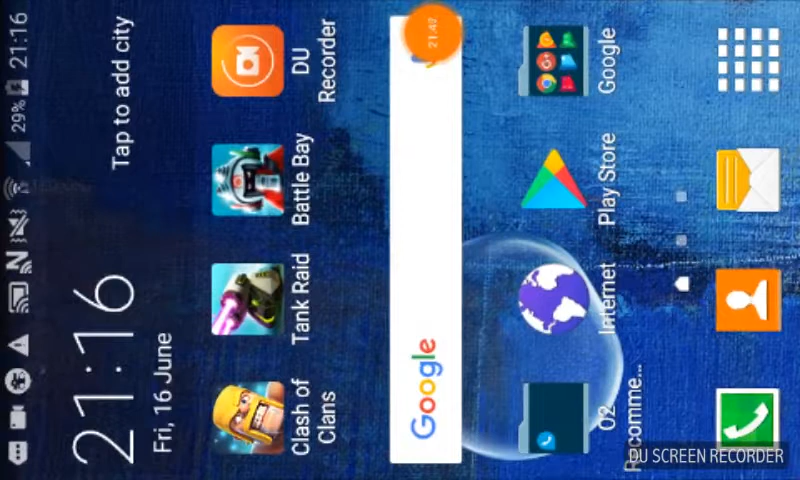 29% 21:16
21:16
Fri, 16 June
Tap to add city
Clash of
Clans
Tank Raid
Battle Bay
DU
Recorder
Google
21:47
O2
Recomme...
Internet
Play Store
Google
DU SCREEN RECORDER